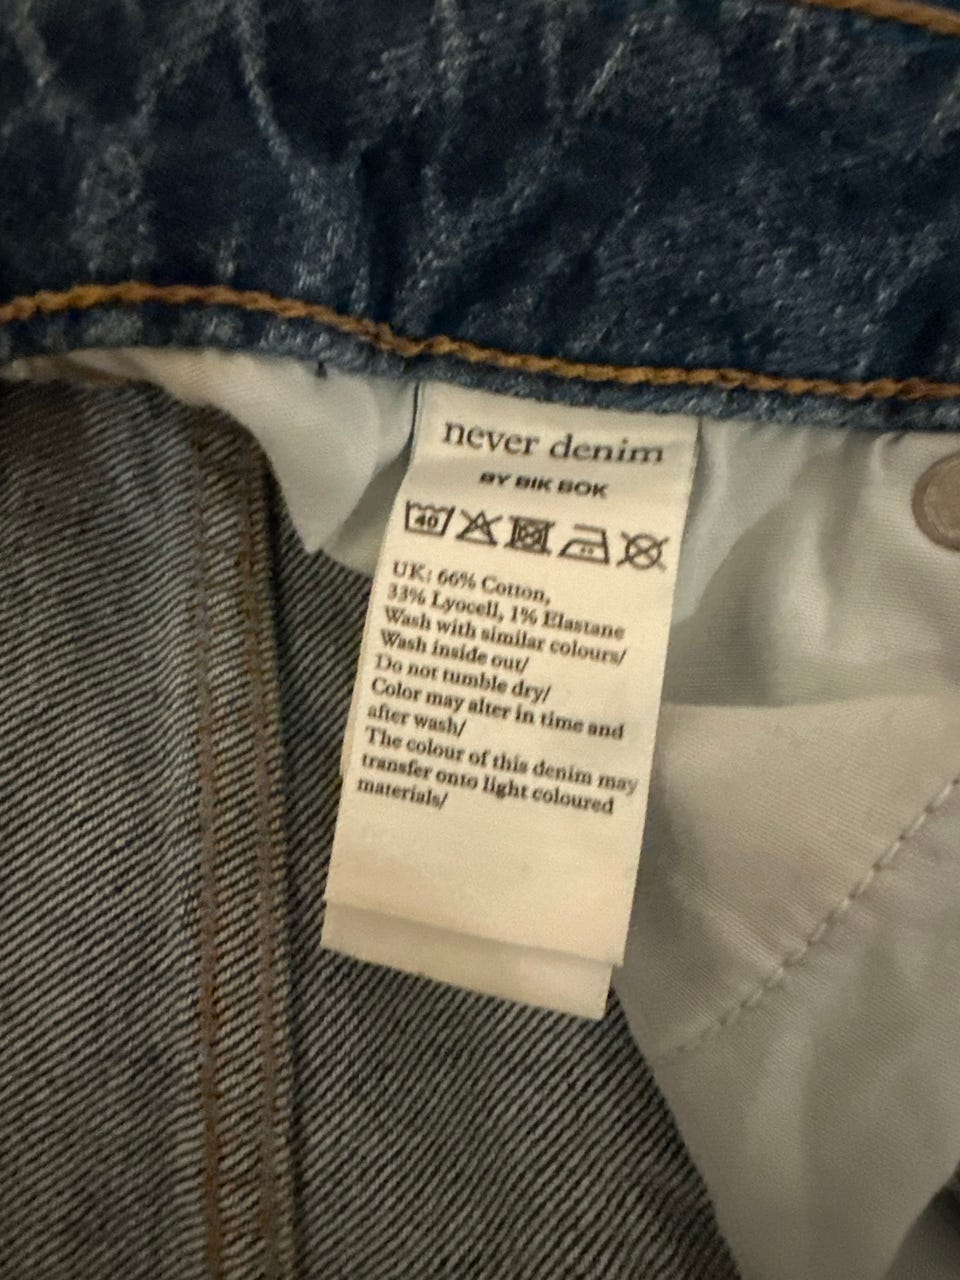 never denim
BY BIK BOK
40
UK: 66% Cotton,
33% Lyocell, 1% Elastane
Wash with similar colours/
Wash inside out/
Do not tumble dry/
Color may alter in time and
after wash/
The colour of this denim may
transfer onto light coloured
materials/